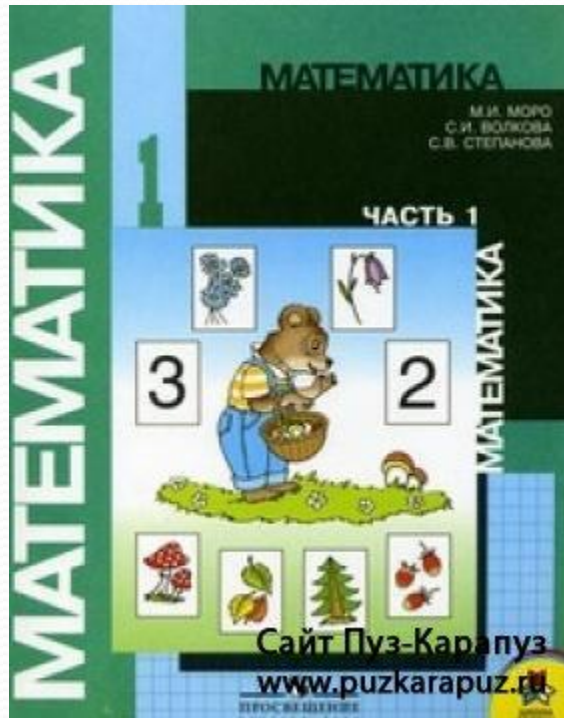 МАТЕМАТИКА
МАТЕМАТИКА
М.И. МОРО
С.И. ВОЛКОВА
С.В. СТЕПАНОВА
1
ЧАСТЬ 1
МАТЕМАТИКА
3
2
Сайт Пуз-Карапуз
www.puzkarapuz.ru
ПРОСВЕЩЕНИЕ